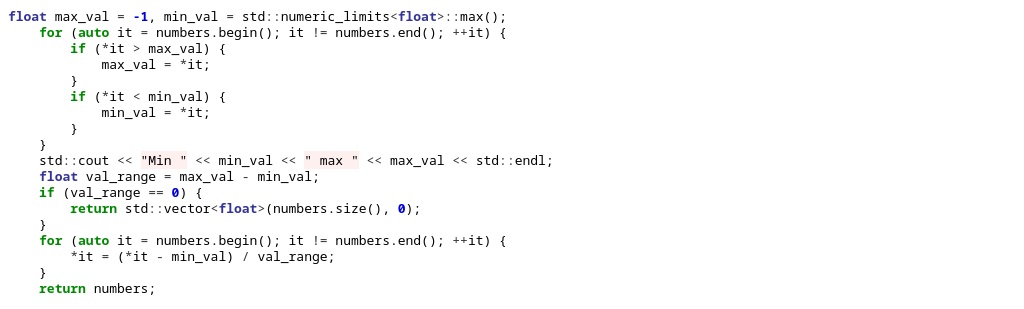 float max_val = -1, min_val = std::numeric_limits<float>::max();
    for (auto it = numbers.begin(); it != numbers.end(); ++it) {
        if (*it > max_val) {
            max_val = *it;
        }
        if (*it < min_val) {
            min_val = *it;
        }
    }
    std::cout << "Min " << min_val << " max " << max_val << std::endl;
    float val_range = max_val - min_val;
    if (val_range == 0) {
        return std::vector<float>(numbers.size(), 0);
    }
    for (auto it = numbers.begin(); it != numbers.end(); ++it) {
        *it = (*it - min_val) / val_range;
    }
    return numbers;